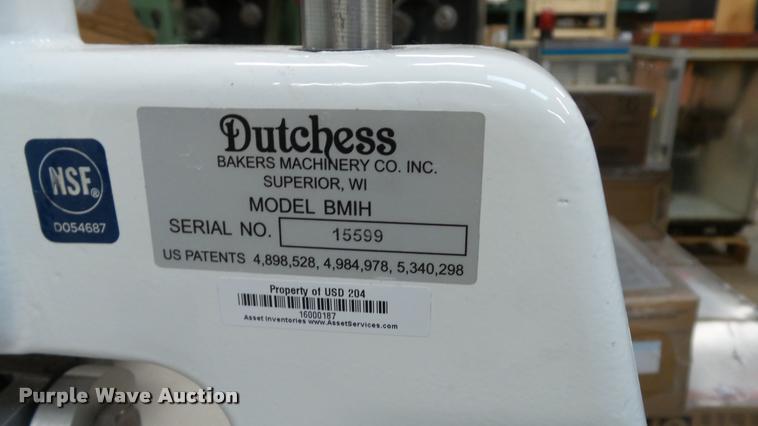 Dutchess
BAKERS MACHINERY CO. INC.
SUPERIOR, WI
MODEL BMIH
SERIAL NO. 15599
US PATENTS 4,898,528, 4,984,978, 5,340,298
NSF®
D054687
Property of USD 204
16000187
Asset Inventories www.AssetServices.com
Purple Wave Auction